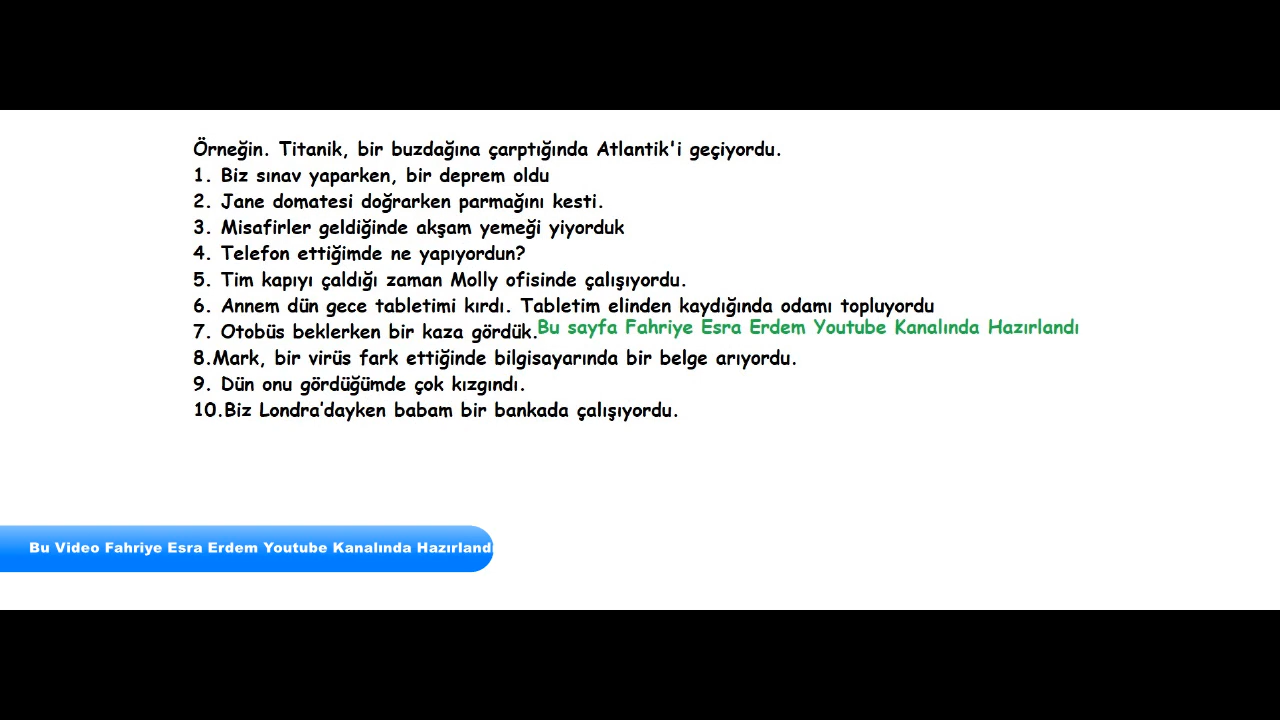 Örneğin. Titanik, bir buzdağına çarptığında Atlantik'i geçiyordu.
1. Biz sınav yaparken, bir deprem oldu
2. Jane domatesi doğrarken parmağını kesti.
3. Misafirler geldiğinde akşam yemeği yiyorduk
4. Telefon ettiğimde ne yapıyordun?
5. Tim kapıyı çaldığı zaman Molly ofisinde çalışıyordu.
6. Annem dün gece tabletimi kırdı. Tabletim elinden kaydığında odamı topluyordu
7. Otobüs beklerken bir kaza gördük.
Bu sayfa Fahriye Esra Erdem Youtube Kanalında Hazırlandı
8.Mark, bir virüs fark ettiğinde bilgisayarında bir belge arıyordu.
9. Dün onu gördüğümde çok kızgındı.
10.Biz Londra’dayken babam bir bankada çalışıyordu.
Bu Video Fahriye Esra Erdem Youtube Kanalında Hazırlandı